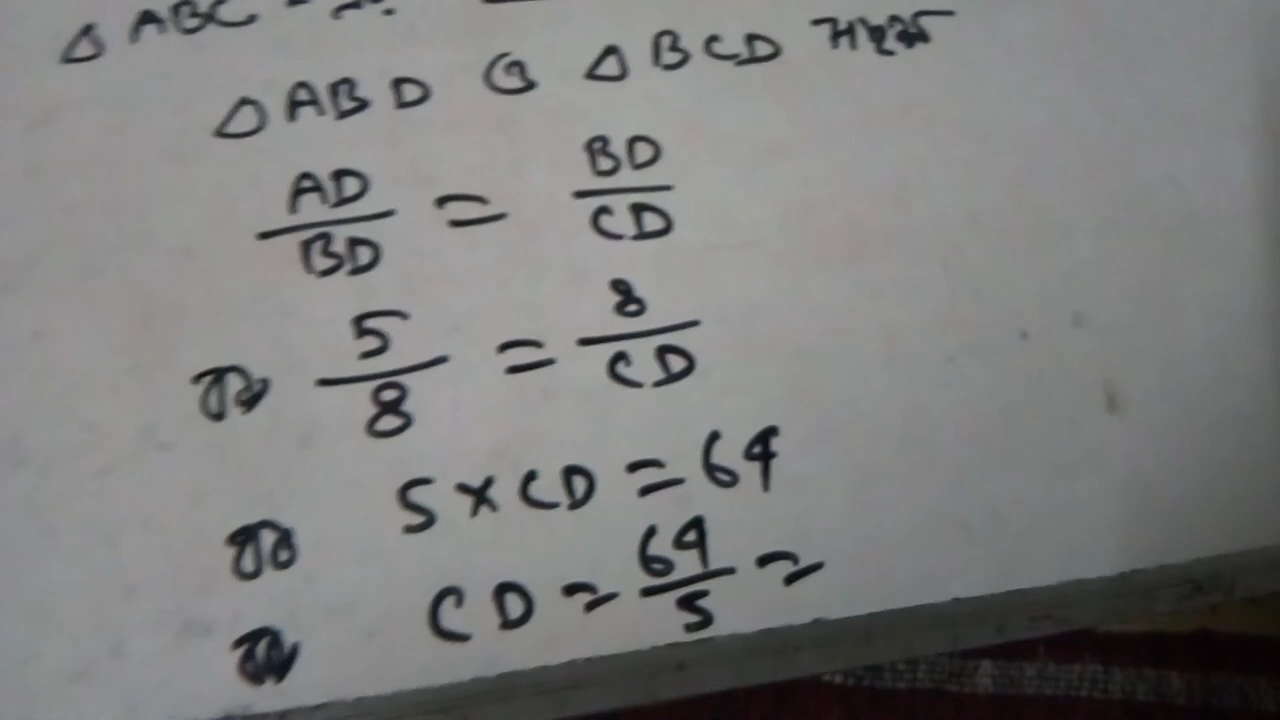 △ ABC
△ ABD ও △ BCD সদৃশ
AD/BD = BD/CD
বা 5/8 = 8/CD
বা 5 × CD = 64
বা CD = 64/5 =